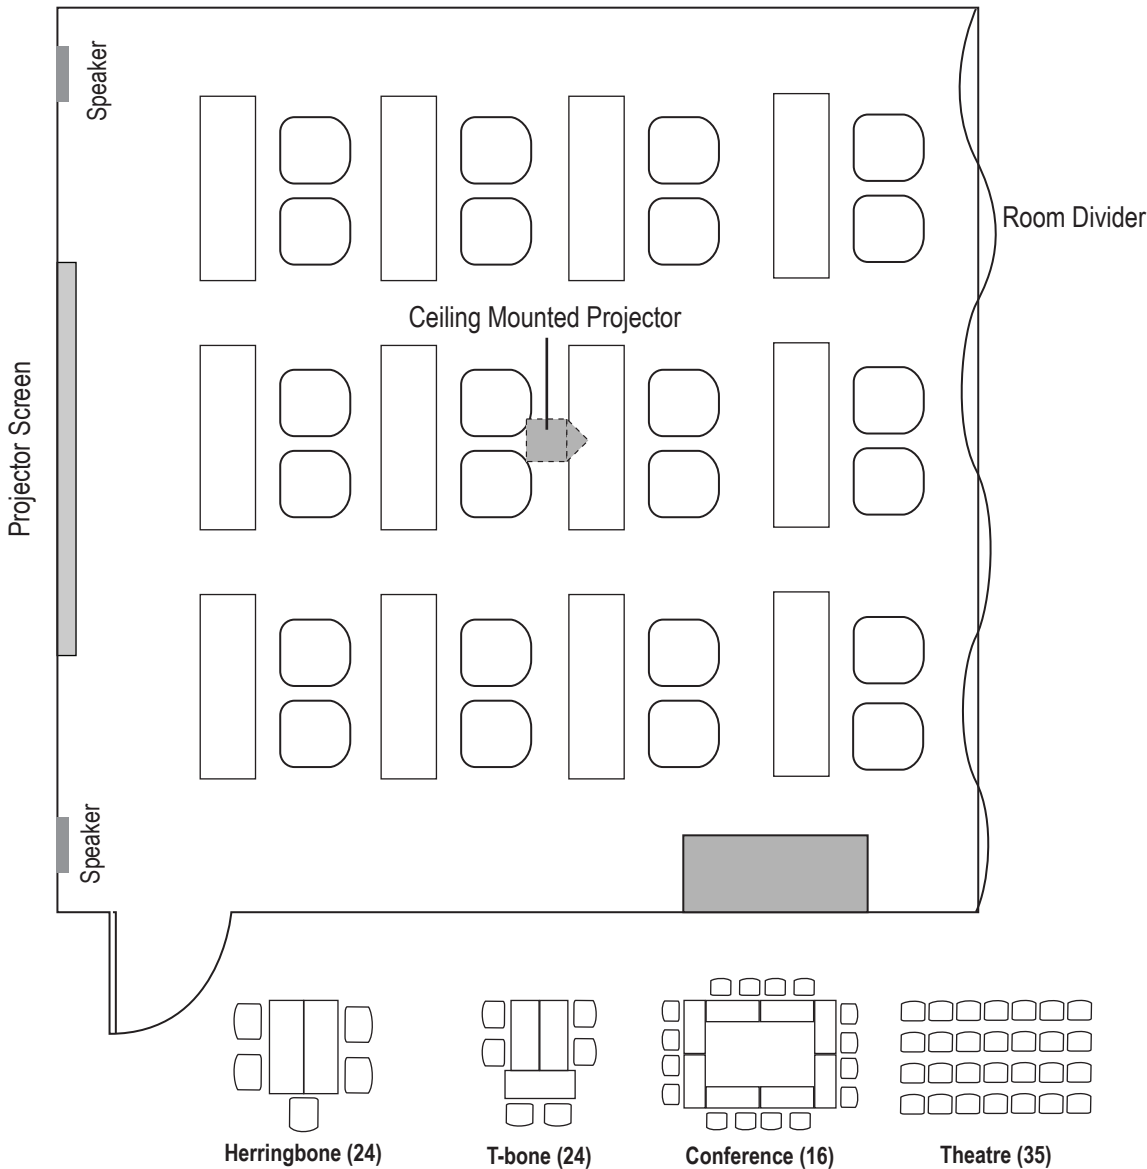 Speaker
Room Divider
Ceiling Mounted Projector
Projector Screen
Speaker
Herringbone (24)
T-bone (24)
Conference (16)
Theatre (35)